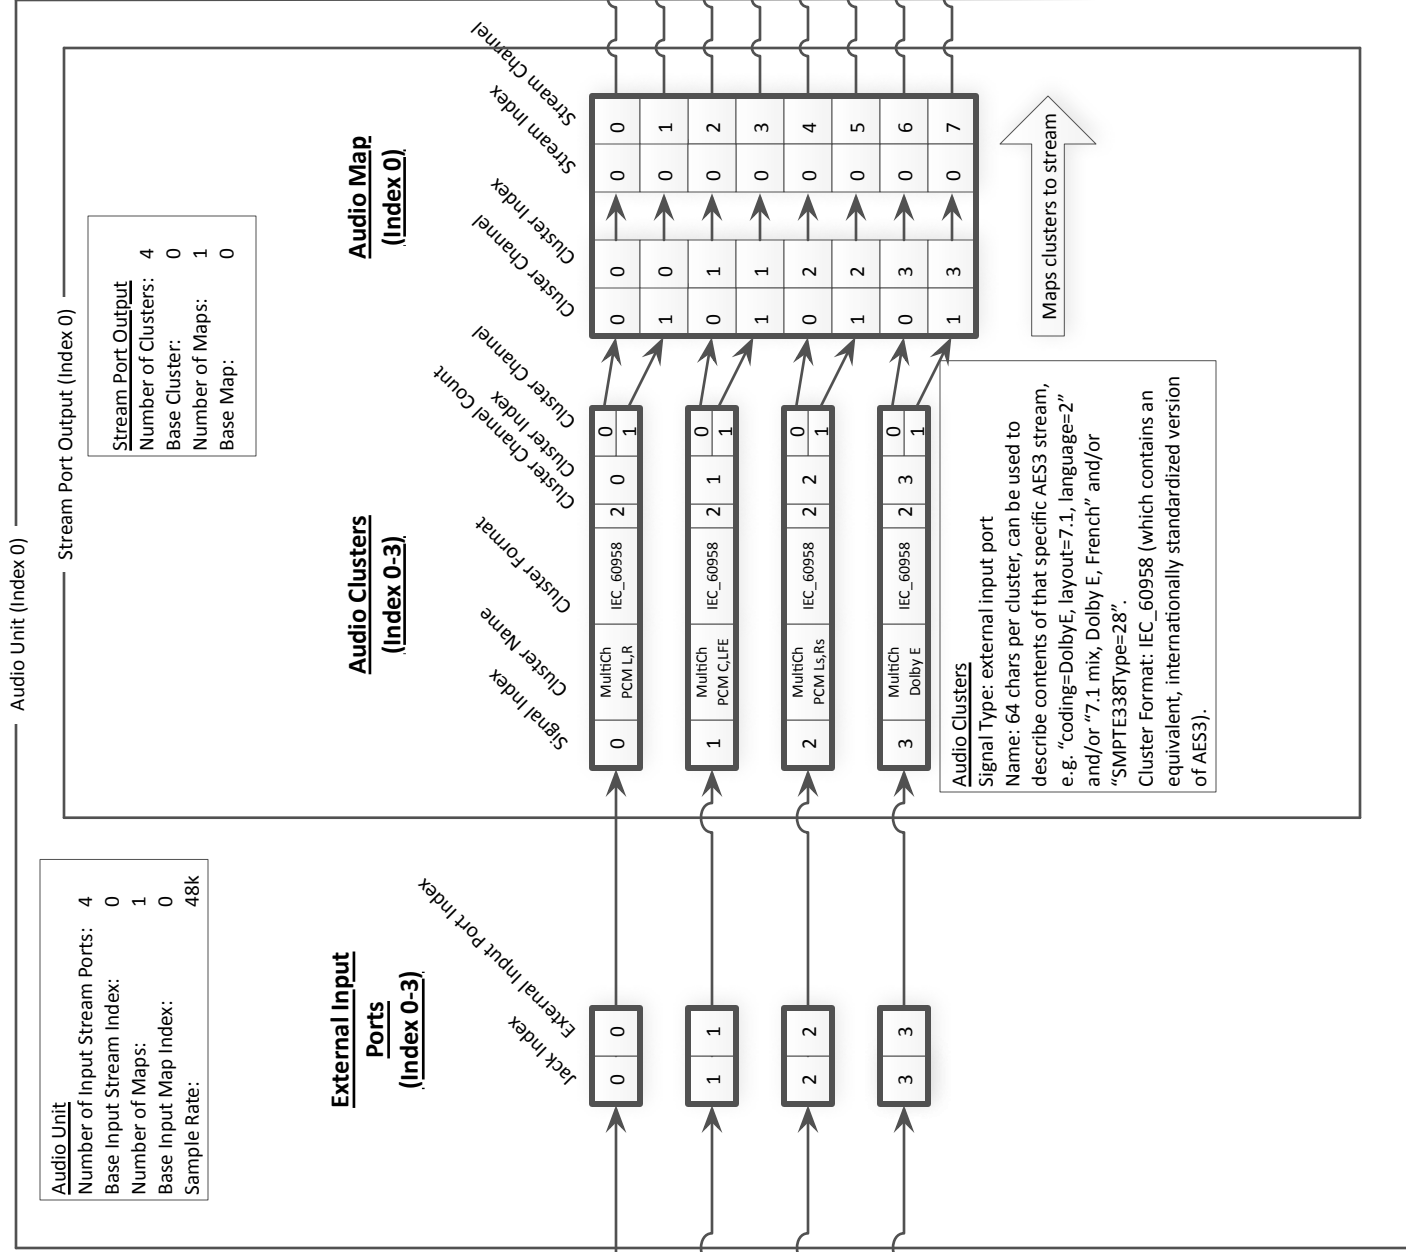 Audio Unit (Index 0)
Audio Unit
Number of Input Stream Ports: 4
Base Input Stream Index: 0
Number of Maps: 1
Base Input Map Index: 0
Sample Rate: 48k
Stream Port Output (Index 0)
Stream Port Output
Number of Clusters: 4
Base Cluster: 0
Number of Maps: 1
Base Map: 0
External Input
Ports
(Index 0-3)
Jack Index
External Input Port Index
0 0
1 1
2 2
3 3
Audio Clusters
(Index 0-3)
Signal Index
Cluster Name
Cluster Format
Cluster Channel Count
Cluster Index
Cluster Channel
0 MultiCh
PCM L,R IEC_60958 2 0 0
1
1 MultiCh
PCM C,LFE IEC_60958 2 1 0
1
2 MultiCh
PCM Ls,Rs IEC_60958 2 2 0
1
3 MultiCh
Dolby E IEC_60958 2 3 0
1
Audio Map
(Index 0)
Cluster Channel
Cluster Index
Stream Index
Stream Channel
0 0 0 0
1 0 0 1
0 1 0 2
1 1 0 3
0 2 0 4
1 2 0 5
0 3 0 6
1 3 0 7
Audio Clusters
Signal Type: external input port
Name: 64 chars per cluster, can be used to
describe contents of that specific AES3 stream,
e.g. “coding=DolbyE, layout=7.1, language=2”
and/or “7.1 mix, Dolby E, French” and/or
“SMPTE338Type=28”.
Cluster Format: IEC_60958 (which contains an
equivalent, internationally standardized version
of AES3).
Maps clusters to stream